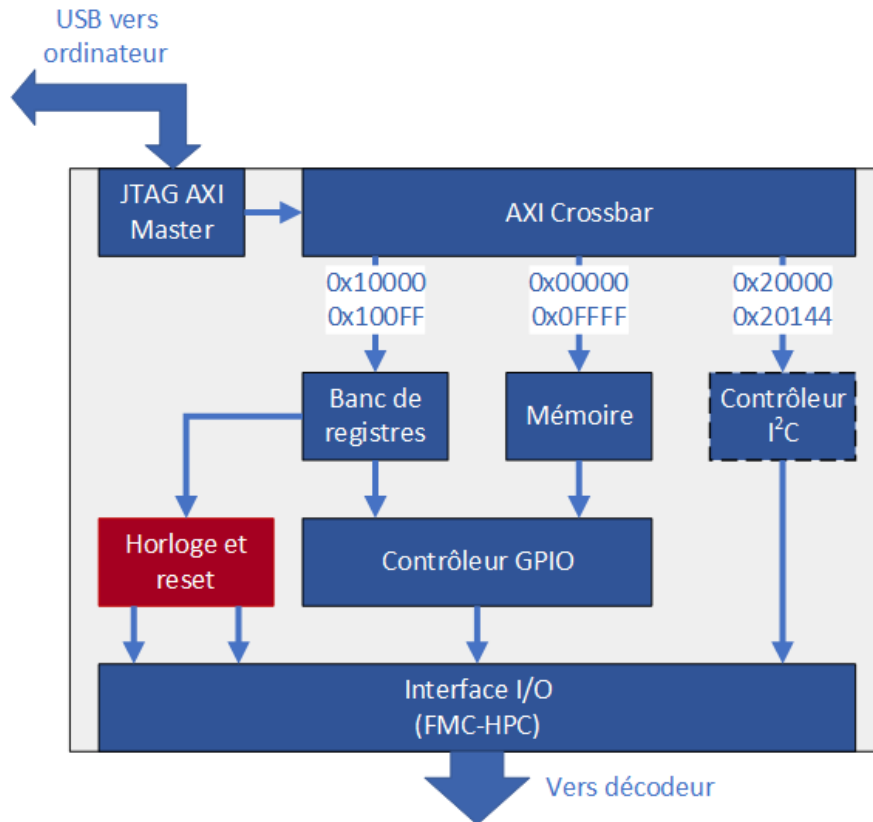 USB vers
ordinateur
JTAG AXI
Master
AXI Crossbar
0x10000
0x100FF
0x00000
0x0FFFF
0x20000
0x20144
Banc de
registres
Mémoire
Contrôleur
I²C
Horloge et
reset
Contrôleur GPIO
Interface I/O
(FMC-HPC)
Vers décodeur